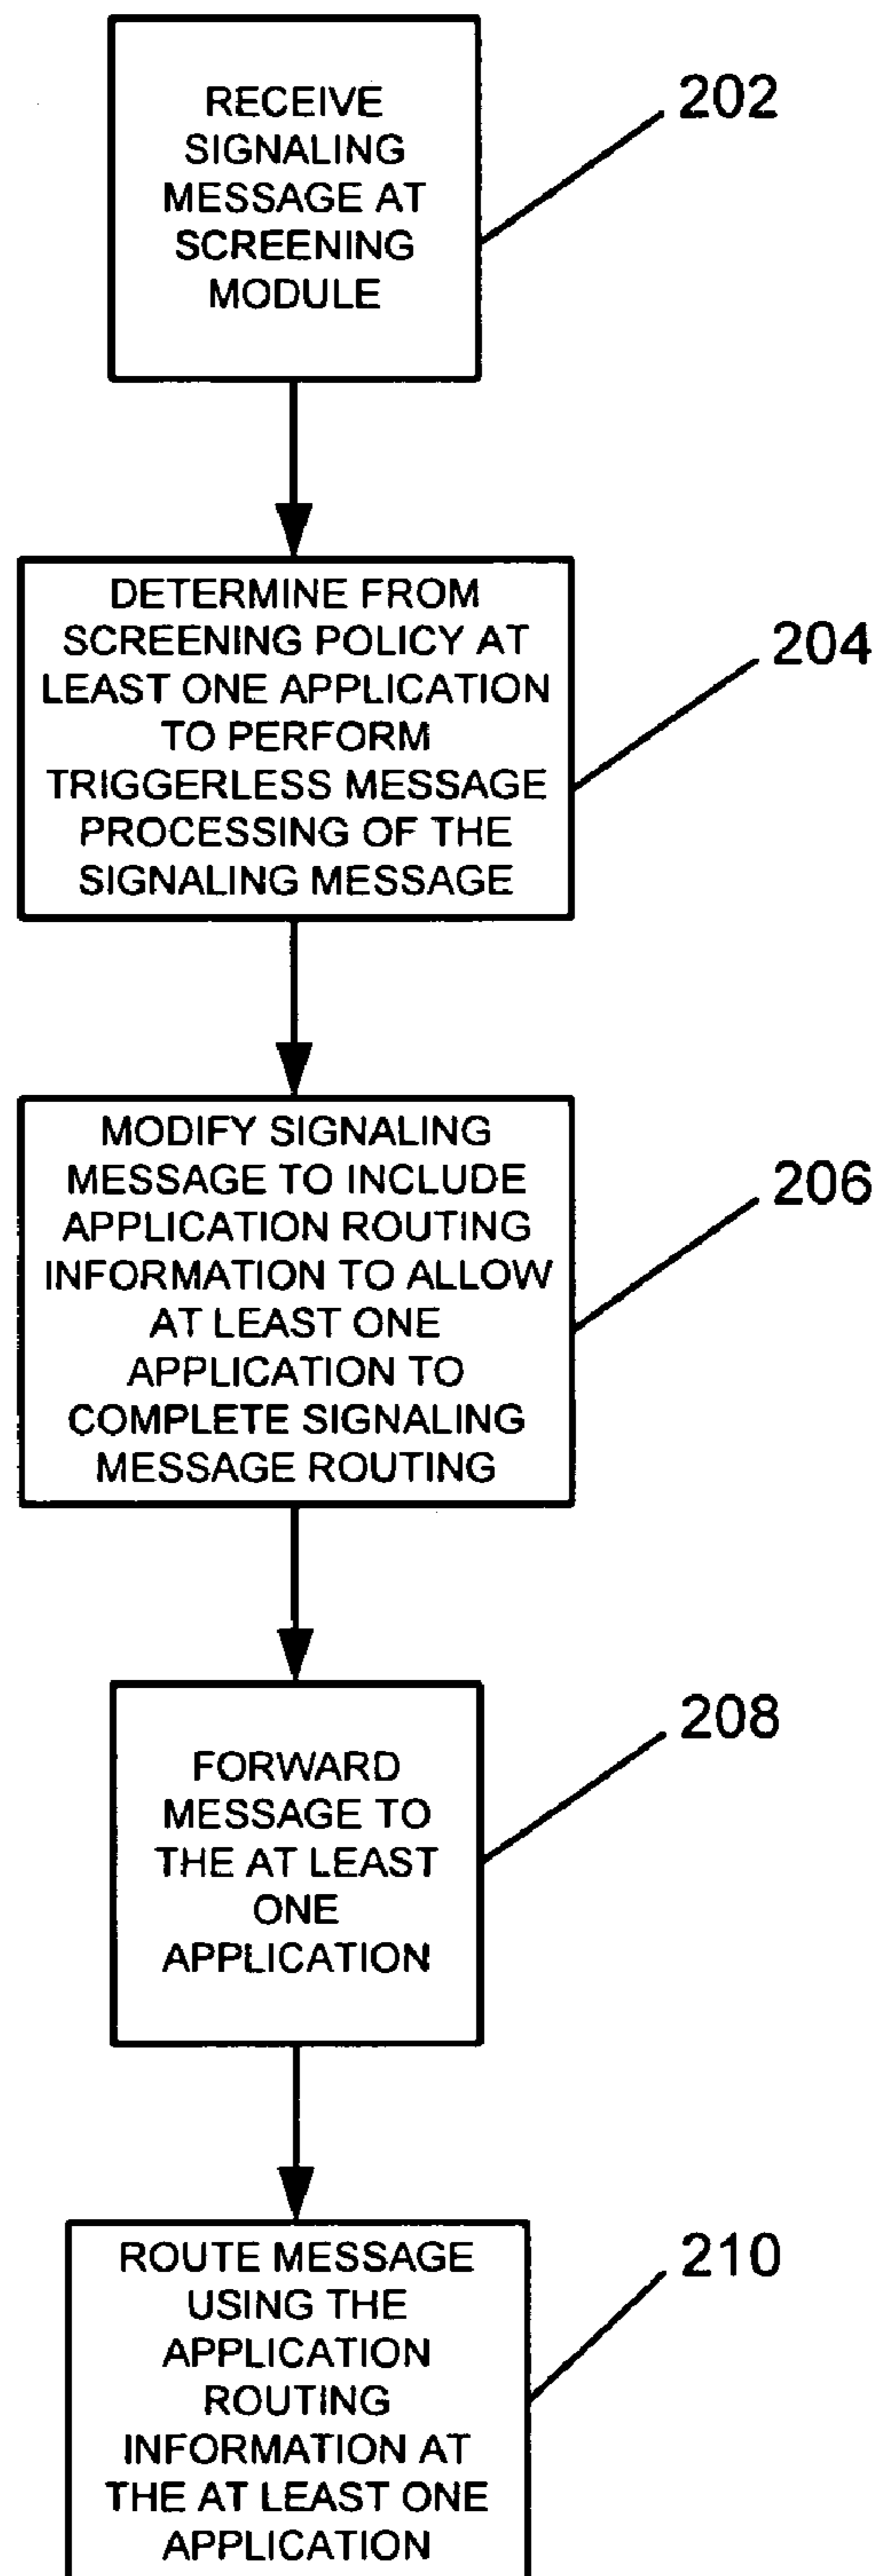 RECEIVE
SIGNALING
MESSAGE AT
SCREENING
MODULE
202
DETERMINE FROM
SCREENING POLICY AT
LEAST ONE APPLICATION
TO PERFORM
TRIGGERLESS MESSAGE
PROCESSING OF THE
SIGNALING MESSAGE
204
MODIFY SIGNALING
MESSAGE TO INCLUDE
APPLICATION ROUTING
INFORMATION TO ALLOW
AT LEAST ONE
APPLICATION TO
COMPLETE SIGNALING
MESSAGE ROUTING
206
FORWARD
MESSAGE TO
THE AT LEAST
ONE
APPLICATION
208
ROUTE MESSAGE
USING THE
APPLICATION
ROUTING
INFORMATION AT
THE AT LEAST ONE
APPLICATION
210